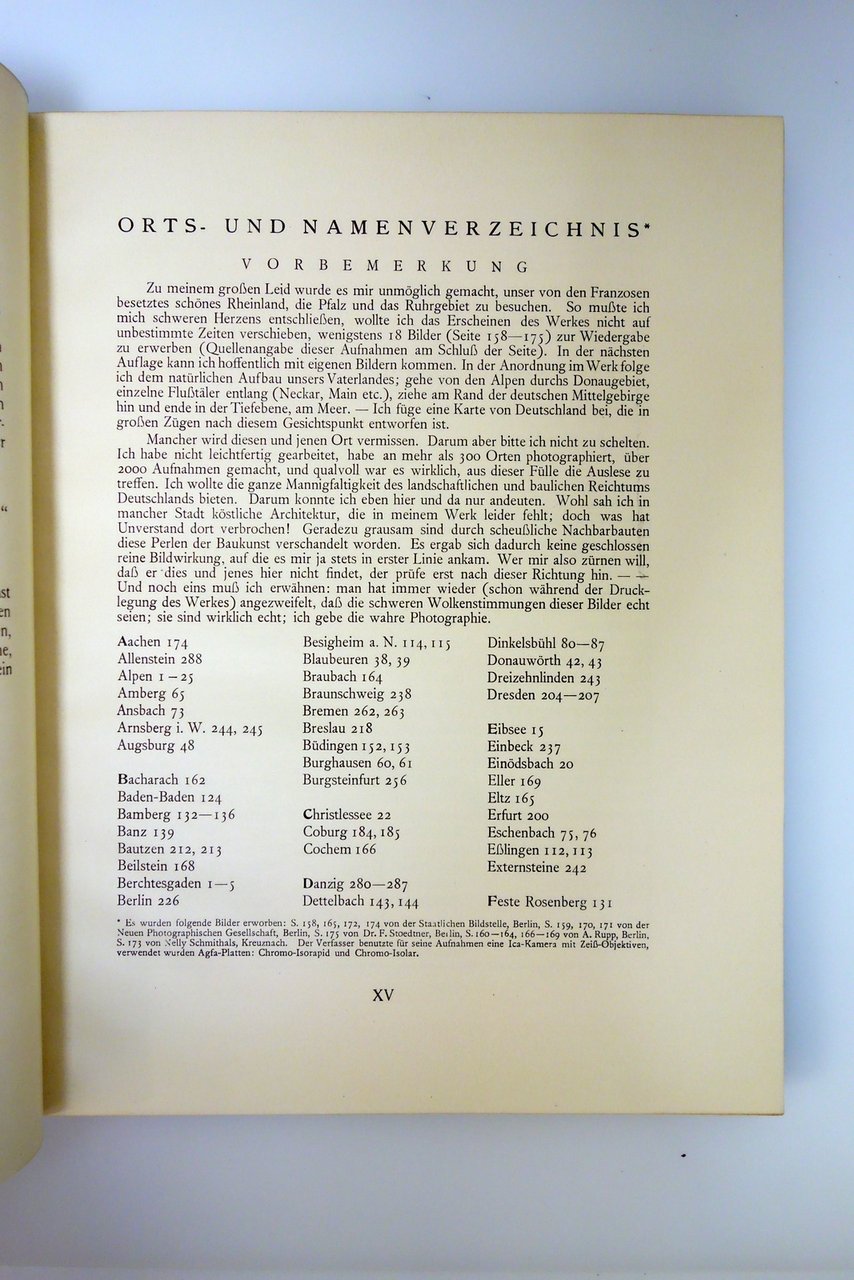 ORTS- UND NAMENVERZEICHNIS*
VORBEMERKUNG
Zu meinem großen Leid wurde es mir unmöglich gemacht, unser von den Franzosen
besetztes schönes Rheinland, die Pfalz und das Ruhrgebiet zu besuchen. So mußte ich
mich schweren Herzens entschließen, wollte ich das Erscheinen des Werkes nicht auf
unbestimmte Zeiten verschieben, wenigstens 18 Bilder (Seite 158—175) zur Wiedergabe
zu erwerben (Quellenangabe dieser Aufnahmen am Schluß der Seite). In der nächsten
Auflage kann ich hoffentlich mit eigenen Bildern kommen. In der Anordnung im Werk folge
ich dem natürlichen Aufbau unsers Vaterlandes; gehe von den Alpen durchs Donaugebiet,
einzelne Flußtäler entlang (Neckar, Main etc.), ziehe am Rand der deutschen Mittelgebirge
hin und ende in der Tiefebene, am Meer. — Ich füge eine Karte von Deutschland bei, die in
großen Zügen nach diesem Gesichtspunkt entworfen ist.
Mancher wird diesen und jenen Ort vermissen. Darum aber bitte ich nicht zu schelten.
Ich habe nicht leichtfertig gearbeitet, habe an mehr als 300 Orten photographiert, über
2000 Aufnahmen gemacht, und qualvoll war es wirklich, aus dieser Fülle die Auslese zu
treffen. Ich wollte die ganze Mannigfaltigkeit des landschaftlichen und baulichen Reichtums
Deutschlands bieten. Darum konnte ich eben hier und da nur andeuten. Wohl sah ich in
mancher Stadt köstliche Architektur, die in meinem Werk leider fehlt; doch was hat
Unverstand dort verbrochen! Geradezu grausam sind durch scheußliche Nachbarbauten
diese Perlen der Baukunst verschandelt worden. Es ergab sich dadurch keine geschlossen
reine Bildwirkung, auf die es mir ja stets in erster Linie ankam. Wer mir also zürnen will,
daß er dies und jenes hier nicht findet, der prüfe erst nach dieser Richtung hin. — —
Und noch eins muß ich erwähnen: man hat immer wieder (schon während der Druck-
legung des Werkes) angezweifelt, daß die schweren Wolkenstimmungen dieser Bilder echt
seien; sie sind wirklich echt; ich gebe die wahre Photographie.
Aachen 174
Allenstein 288
Alpen 1—25
Amberg 65
Ansbach 73
Arnsberg i. W. 244, 245
Augsburg 48
Bacharach 162
Baden-Baden 124
Bamberg 132—136
Banz 139
Bautzen 212, 213
Beilstein 168
Berchtesgaden 1—5
Berlin 226
Besigheim a. N. 114, 115
Blaubeuren 38, 39
Braubach 164
Braunschweig 238
Bremen 262, 263
Breslau 218
Büdingen 152, 153
Burghausen 60, 61
Burgsteinfurt 256
Christlessee 22
Coburg 184, 185
Cochem 166
Danzig 280—287
Dettelbach 143, 144
Dinkelsbühl 80—87
Donauwörth 42, 43
Dreizehnlinden 243
Dresden 204—207
Eibsee 15
Einbeck 237
Einödsbach 20
Eller 169
Eltz 165
Erfurt 200
Eschenbach 75, 76
Eßlingen 112, 113
Externsteine 242
Feste Rosenberg 131
* Es wurden folgende Bilder erworben: S. 158, 165, 172, 174 von der Staatlichen Bildstelle, Berlin, S. 159, 170, 171 von der
Neuen Photographischen Gesellschaft, Berlin, S. 175 von Dr. F. Stoedtner, Berlin, S. 160—164, 166—169 von A. Rupp, Berlin,
S. 173 von Nelly Schmithals, Kreuznach. Der Verfasser benutzte für seine Aufnahmen eine Ica-Kamera mit Zeiß-Objektiven,
verwendet wurden Agfa-Platten: Chromo-Isorapid und Chromo-Isolar.
XV